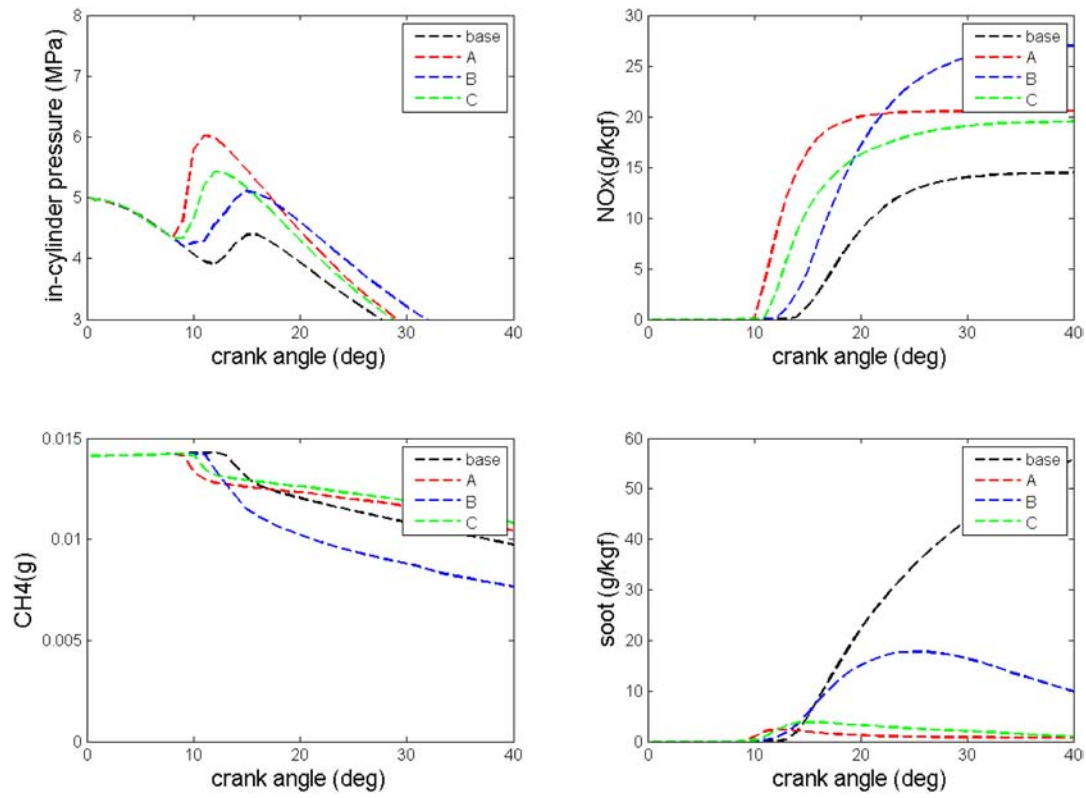 8
7
6
5
4
3
0 10 20 30 40
in-cylinder pressure (MPa)
crank angle (deg)
base
A
B
C
30
25
20
15
10
5
0
0 10 20 30 40
NOx(g/kgf)
crank angle (deg)
base
A
B
C
0.015
0.01
0.005
0
0 10 20 30 40
CH4(g)
crank angle (deg)
base
A
B
C
60
50
40
30
20
10
0
0 10 20 30 40
soot (g/kgf)
crank angle (deg)
base
A
B
C